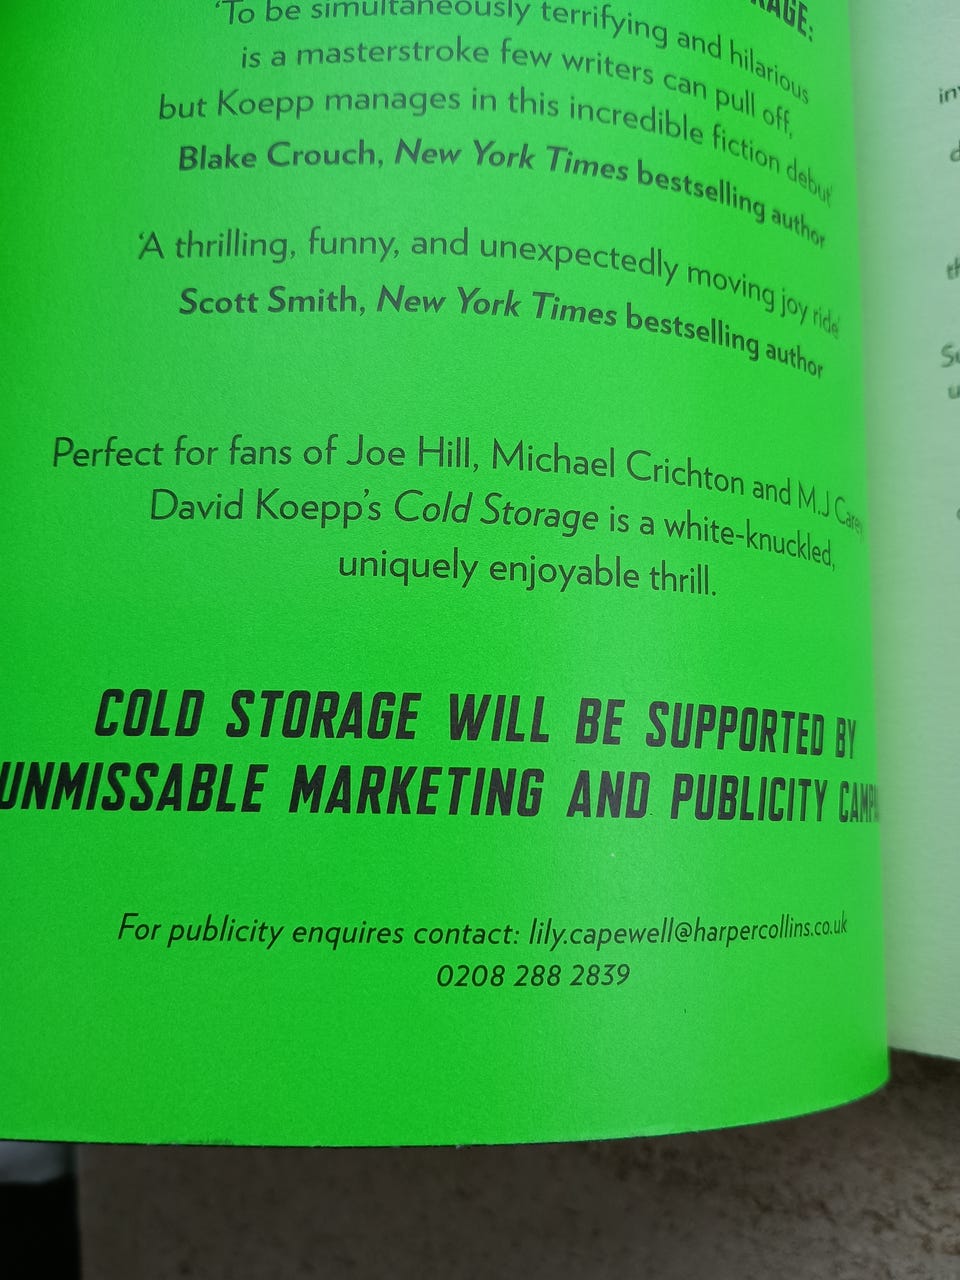 'To be simultaneously terrifying and hilarious
is a masterstroke few writers can pull off,
but Koepp manages in this incredible fiction debut'
Blake Crouch, New York Times bestselling author
'A thrilling, funny, and unexpectedly moving joy ride'
Scott Smith, New York Times bestselling author
Perfect for fans of Joe Hill, Michael Crichton and M.J Carey
David Koepp's Cold Storage is a white-knuckled,
uniquely enjoyable thrill.
COLD STORAGE WILL BE SUPPORTED BY
UNMISSABLE MARKETING AND PUBLICITY
For publicity enquires contact: lily.capewell@harpercollins.co.uk
0208 288 2839